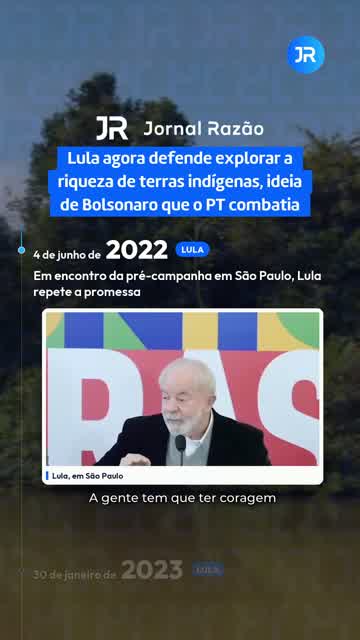 JR
JR Jornal Razão
Lula agora defende explorar a
riqueza de terras indígenas, ideia
de Bolsonaro que o PT combatia
4 de junho de 2022 LULA
Em encontro da pré-campanha em São Paulo, Lula
repete a promessa
RAS
Lula, em São Paulo
A gente tem que ter coragem
30 de janeiro de 2023 LULA